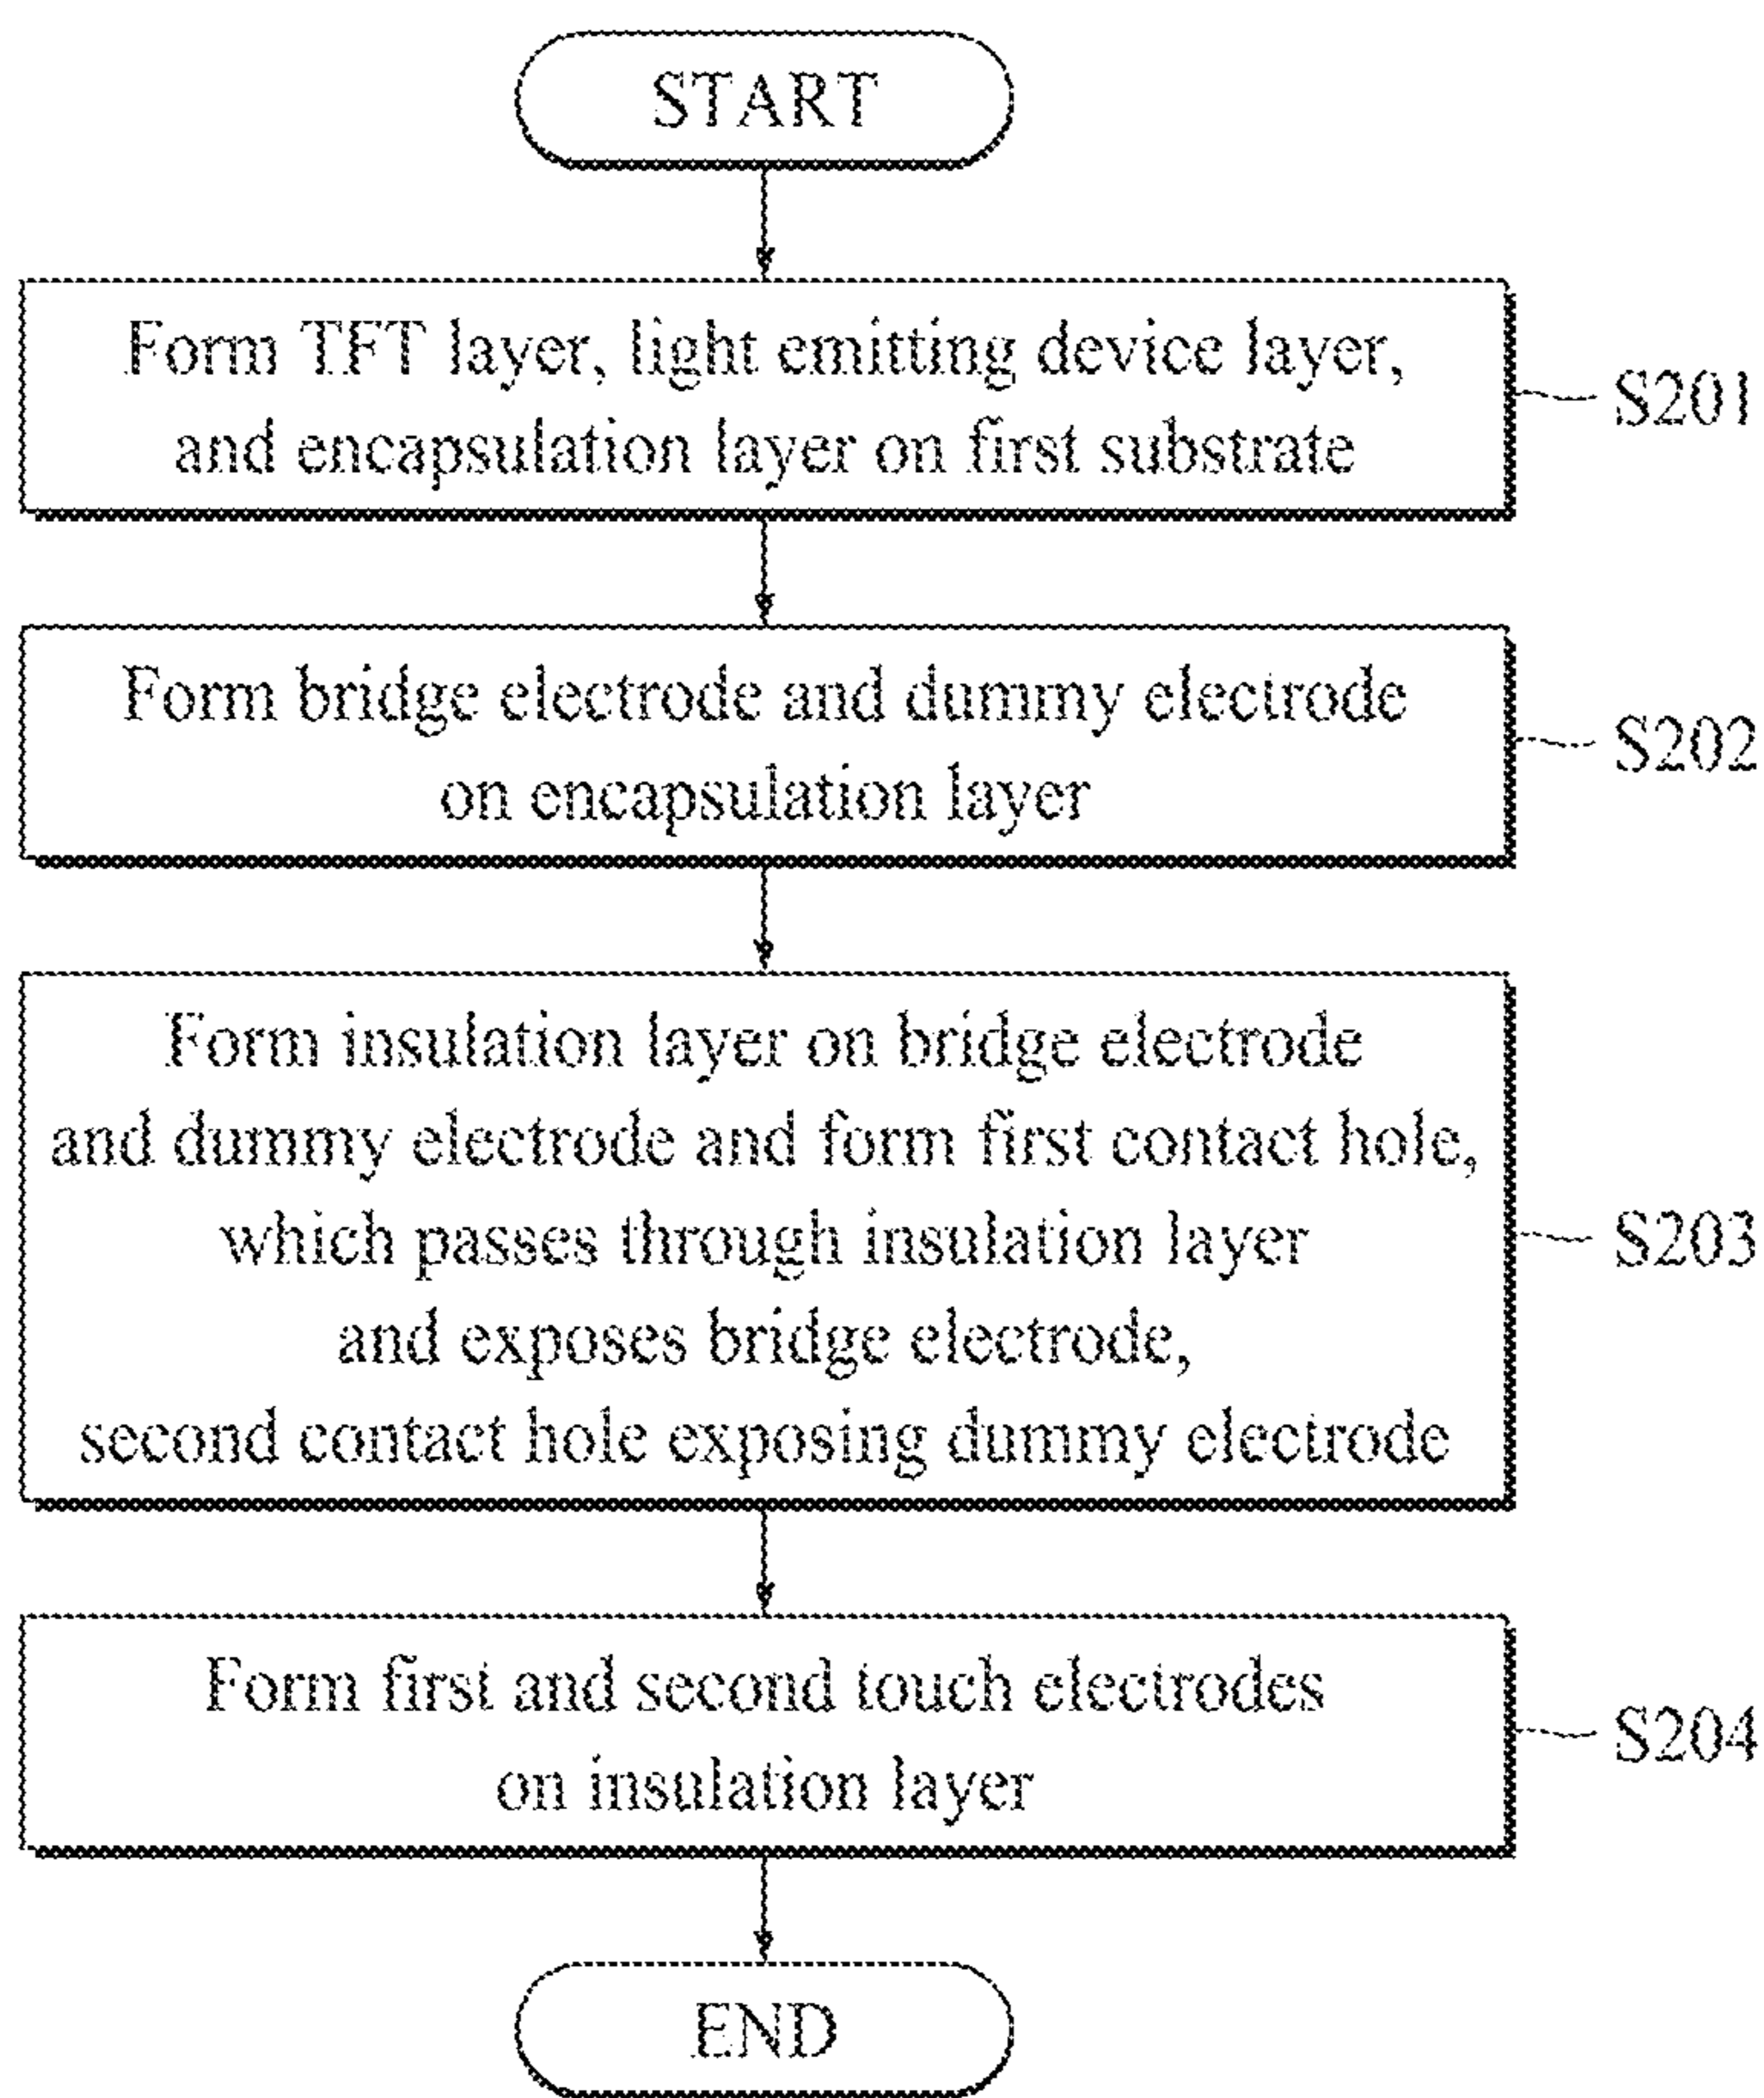 START
Form TFT layer, light emitting device layer,
and encapsulation layer on first substrate
S201
Form bridge electrode and dummy electrode
on encapsulation layer
S202
Form insulation layer on bridge electrode
and dummy electrode and form first contact hole,
which passes through insulation layer
and exposes bridge electrode,
second contact hole exposing dummy electrode
S203
Form first and second touch electrodes
on insulation layer
S204
END